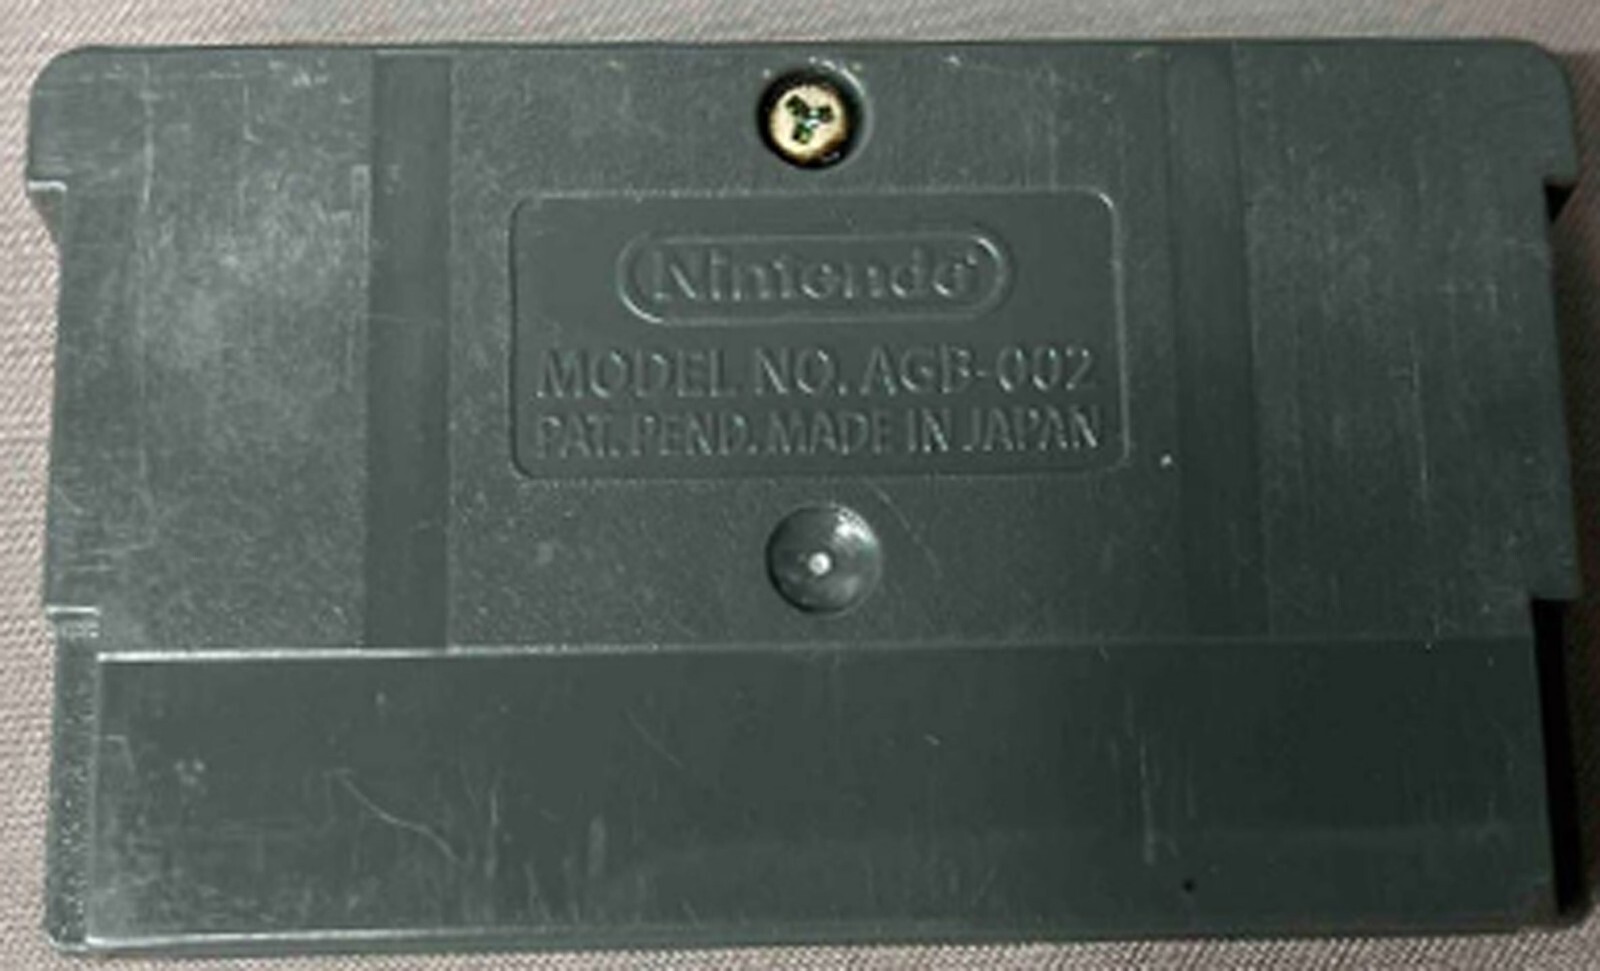 Nintendo
MODEL NO. AGB-002
PAT. PEND. MADE IN JAPAN